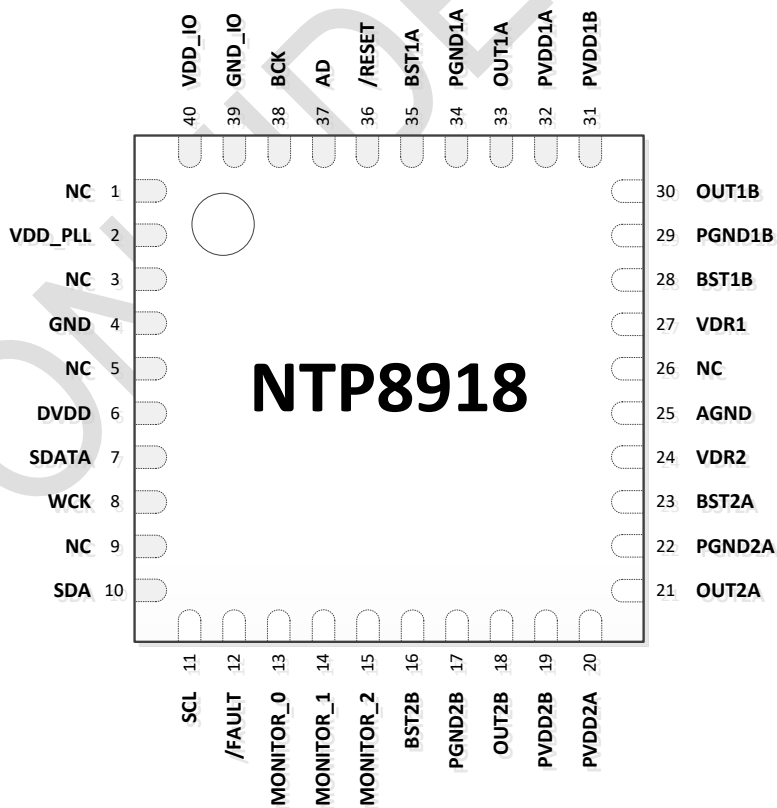 VDD_IO
GND_IO
BCK
AD
/RESET
BST1A
PGND1A
OUT1A
PVDD1A
PVDD1B
40
39
38
37
36
35
34
33
32
31
NC 1
VDD_PLL 2
NC 3
GND 4
NC 5
DVDD 6
SDATA 7
WCK 8
NC 9
SDA 10
NTP8918
30 OUT1B
29 PGND1B
28 BST1B
27 VDR1
26 NC
25 AGND
24 VDR2
23 BST2A
22 PGND2A
21 OUT2A
11
12
13
14
15
16
17
18
19
20
SCL
/FAULT
MONITOR_0
MONITOR_1
MONITOR_2
BST2B
PGND2B
OUT2B
PVDD2B
PVDD2A